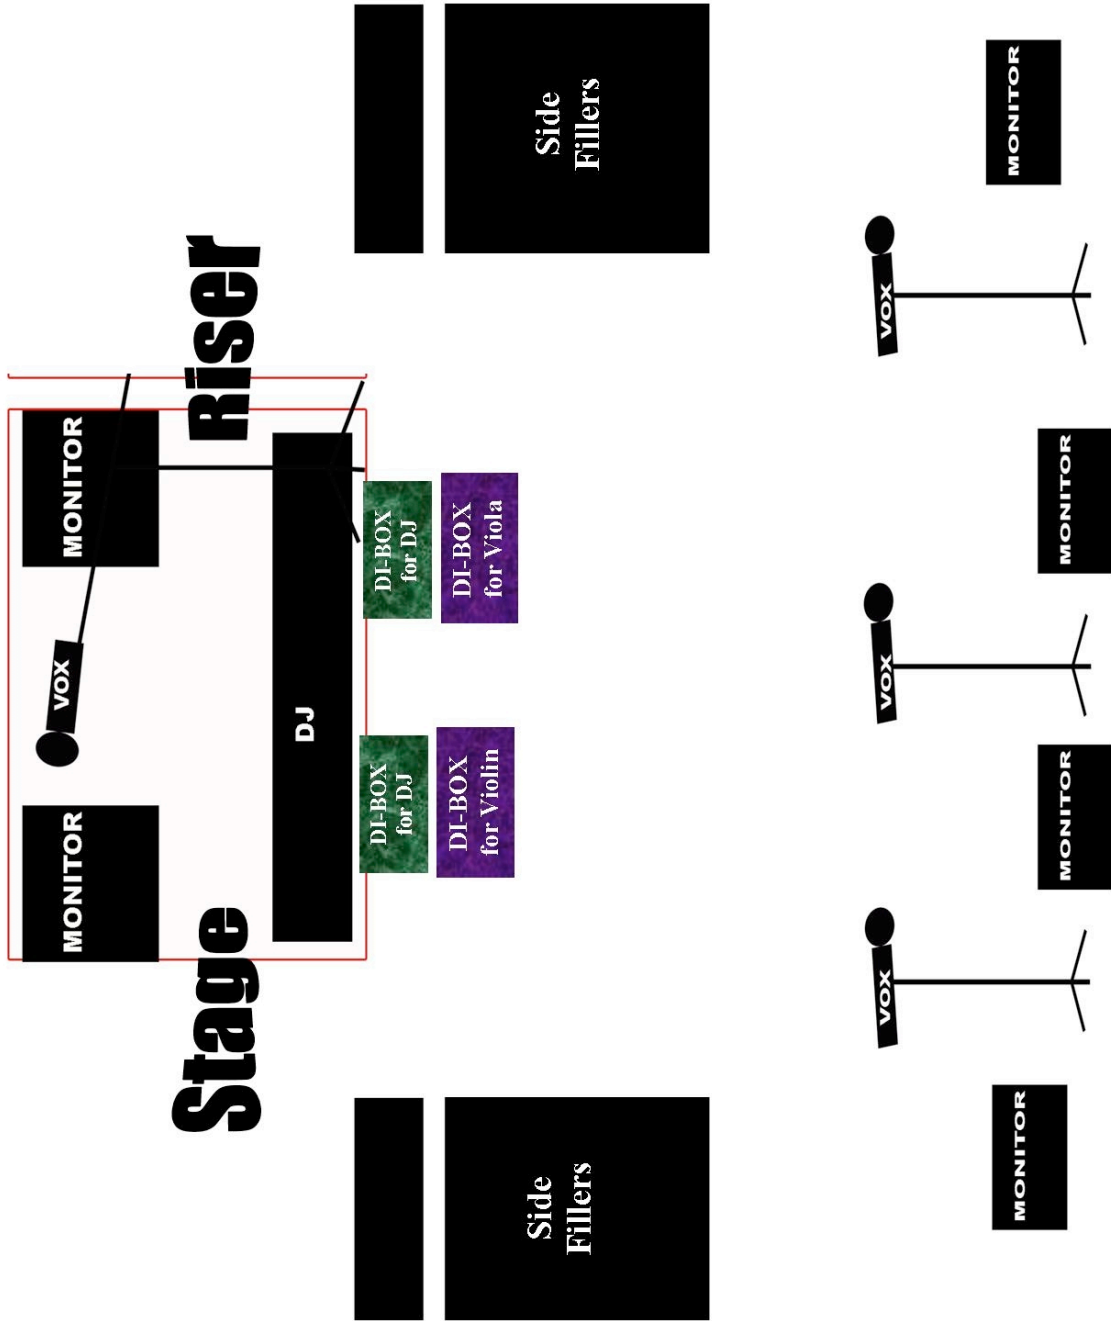 MONITOR
VOX
MONITOR
Stage Riser
DJ
DI-BOX
for DJ
DI-BOX
for DJ
DI-BOX
for Violin
DI-BOX
for Viola
Side
Fillers
Side
Fillers
VOX
VOX
VOX
MONITOR
MONITOR
MONITOR
MONITOR